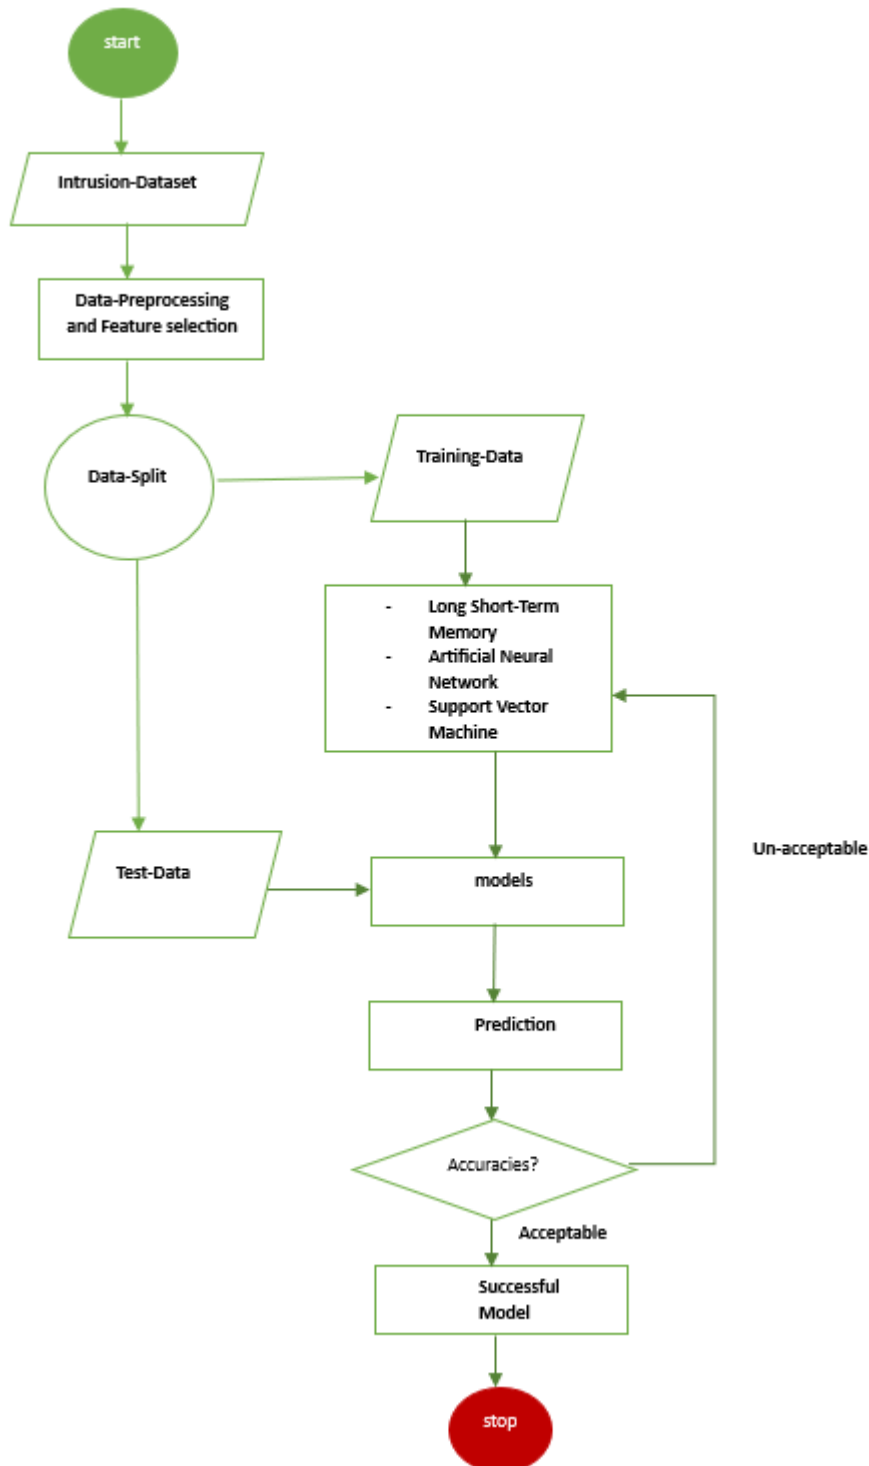 start
Intrusion-Dataset
Data-Preprocessing
and Feature selection
Data-Split
Training-Data
- Long Short-Term
Memory
- Artificial Neural
Network
- Support Vector
Machine
Un-acceptable
Test-Data
models
Prediction
Accuracies?
Acceptable
Successful
Model
stop